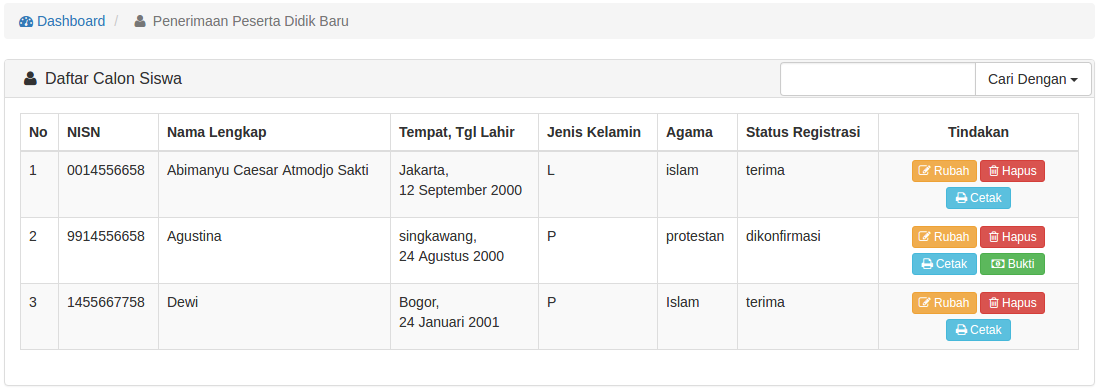 Dashboard / Penerimaan Peserta Didik Baru
Daftar Calon Siswa Cari Dengan
No NISN Nama Lengkap Tempat, Tgl Lahir Jenis Kelamin Agama Status Registrasi Tindakan
1 0014556658 Abimanyu Caesar Atmodjo Sakti Jakarta, L islam terima Rubah Hapus
12 September 2000 Cetak
2 9914556658 Agustina singkawang, P protestan dikonfirmasi Rubah Hapus
24 Agustus 2000 Cetak Bukti
3 1455667758 Dewi Bogor, P Islam terima Rubah Hapus
24 Januari 2001 Cetak